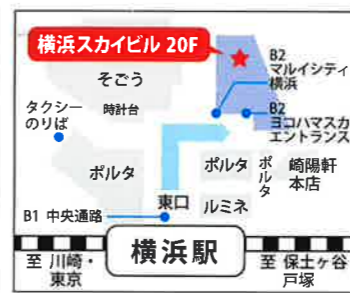 横浜スカイビル 20F
そごう
時計台
タクシー
のりば
B2
マルイシティ
横浜
B2
ヨコハマスカイ
エントランス
ポルタ
ポルタ
ポルタ
崎陽軒
本店
東口
ルミネ
B1 中央通路
横浜駅
至 川崎・
東京
至 保土ヶ谷
戸塚